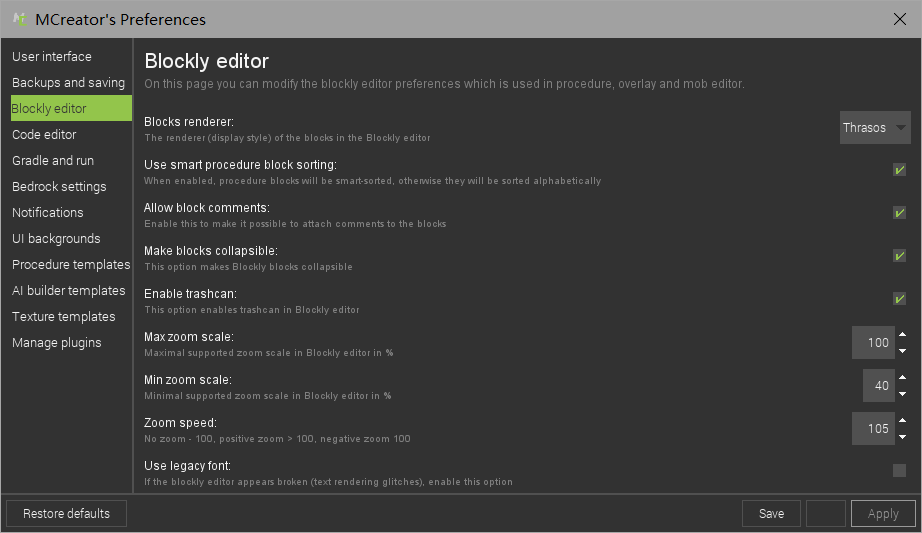 MCreator's Preferences
User interface
Backups and saving
Blockly editor
Code editor
Gradle and run
Bedrock settings
Notifications
UI backgrounds
Procedure templates
AI builder templates
Texture templates
Manage plugins
Blockly editor
On this page you can modify the blockly editor preferences which is used in procedure, overlay and mob editor.
Blocks renderer:
The renderer (display style) of the blocks in the Blockly editor
Thrasos
Use smart procedure block sorting:
When enabled, procedure blocks will be smart-sorted, otherwise they will be sorted alphabetically
Allow block comments:
Enable this to make it possible to attach comments to the blocks
Make blocks collapsible:
This option makes Blockly blocks collapsible
Enable trashcan:
This option enables trashcan in Blockly editor
Max zoom scale:
Maximal supported zoom scale in Blockly editor in %
100
Min zoom scale:
Minimal supported zoom scale in Blockly editor in %
40
Zoom speed:
No zoom - 100, positive zoom > 100, negative zoom 100
105
Use legacy font:
If the blockly editor appears broken (text rendering glitches), enable this option
Restore defaults
Save
Apply